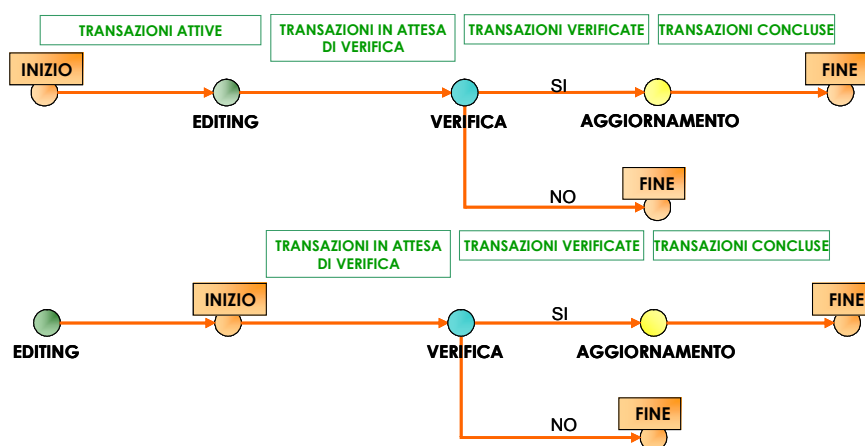 TRANSAZIONI ATTIVE
TRANSAZIONI IN ATTESA
DI VERIFICA
TRANSAZIONI VERIFICATE
TRANSAZIONI CONCLUSE
INIZIO
FINE
SI
EDITING
VERIFICA
AGGIORNAMENTO
FINE
NO
TRANSAZIONI IN ATTESA
DI VERIFICA
TRANSAZIONI VERIFICATE
TRANSAZIONI CONCLUSE
INIZIO
FINE
SI
EDITING
VERIFICA
AGGIORNAMENTO
FINE
NO